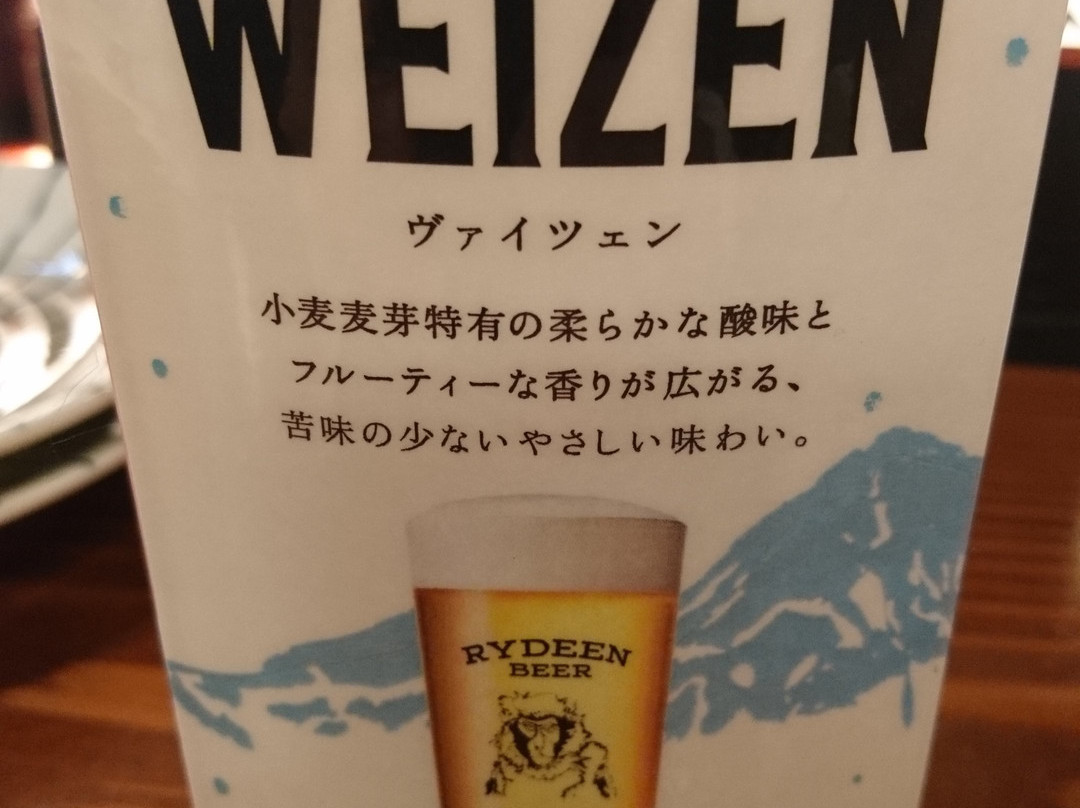 WEIZEN
ヴァイツェン
小麦麦芽特有の柔らかな酸味と
フルーティーな香りが広がる、
苦味の少ないやさしい味わい。
RYDEEN
BEER